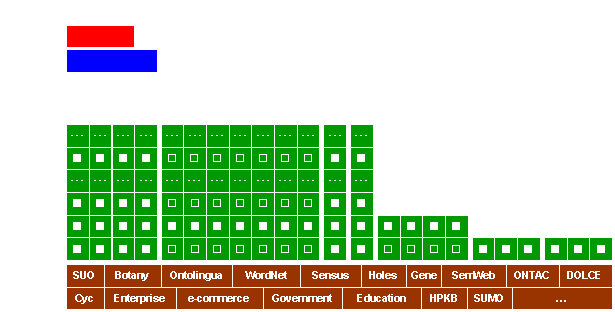 --- --- --- --- --- --- --- --- --- --- --- --- ---
--- --- --- --- --- --- --- --- --- --- --- --- ---
SUO Botany Ontolingua WordNet Sensus Holes Gene SemWeb ONTAC DOLCE
Cyc Enterprise e-commerce Government Education HPKB SUMO ...